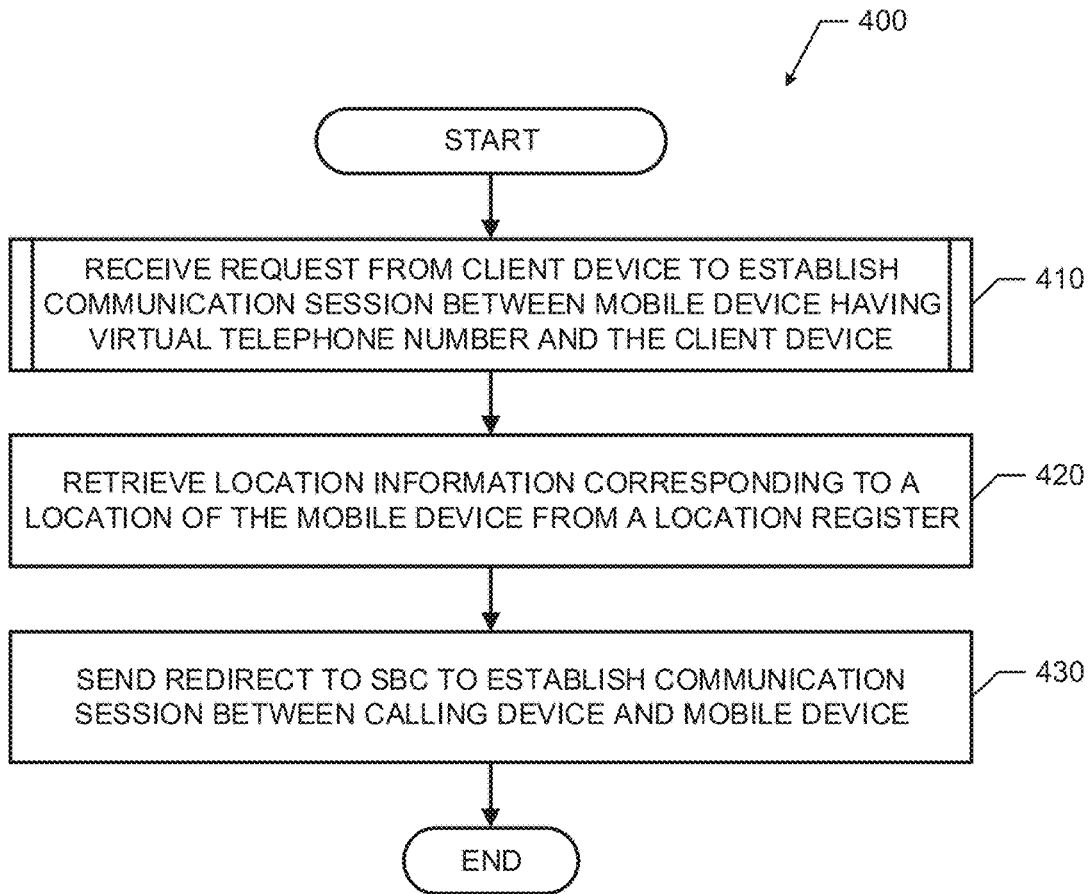 400
START
RECEIVE REQUEST FROM CLIENT DEVICE TO ESTABLISH
COMMUNICATION SESSION BETWEEN MOBILE DEVICE HAVING
VIRTUAL TELEPHONE NUMBER AND THE CLIENT DEVICE
410
RETRIEVE LOCATION INFORMATION CORRESPONDING TO A
LOCATION OF THE MOBILE DEVICE FROM A LOCATION REGISTER
420
SEND REDIRECT TO SBC TO ESTABLISH COMMUNICATION
SESSION BETWEEN CALLING DEVICE AND MOBILE DEVICE
430
END